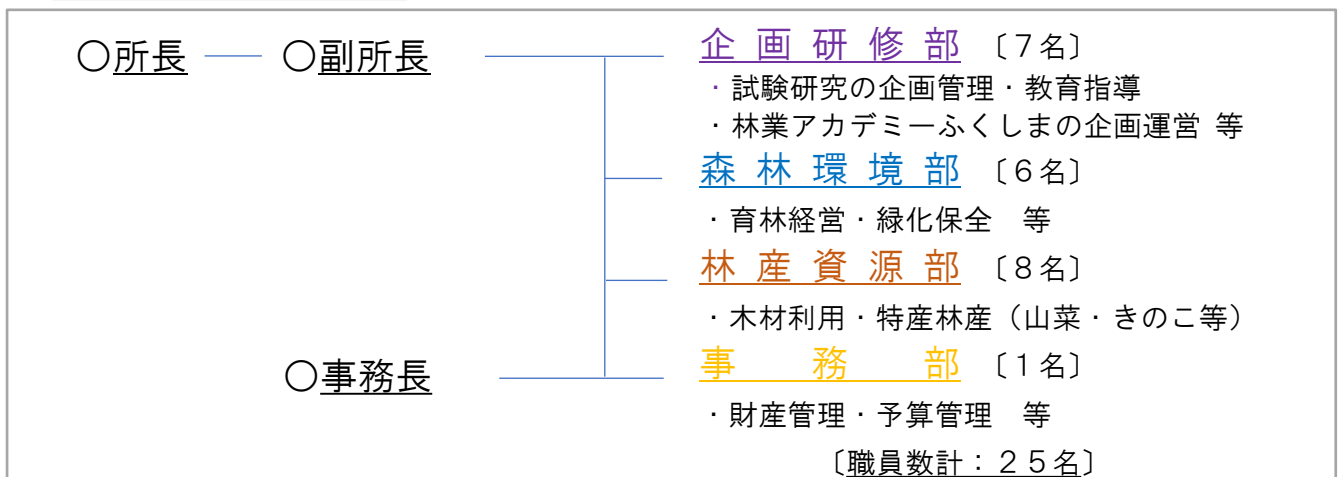 〇所長 〇副所長 企画研修部 〔７名〕
・試験研究の企画管理・教育指導
・林業アカデミーふくしまの企画運営 等
森林環境部 〔６名〕
・育林経営・緑化保全　等
林産資源部 〔８名〕
・木材利用・特産林産（山菜・きのこ等）
〇事務長 事務部 〔１名〕
・財産管理・予算管理　等
〔職員数計：２５名〕